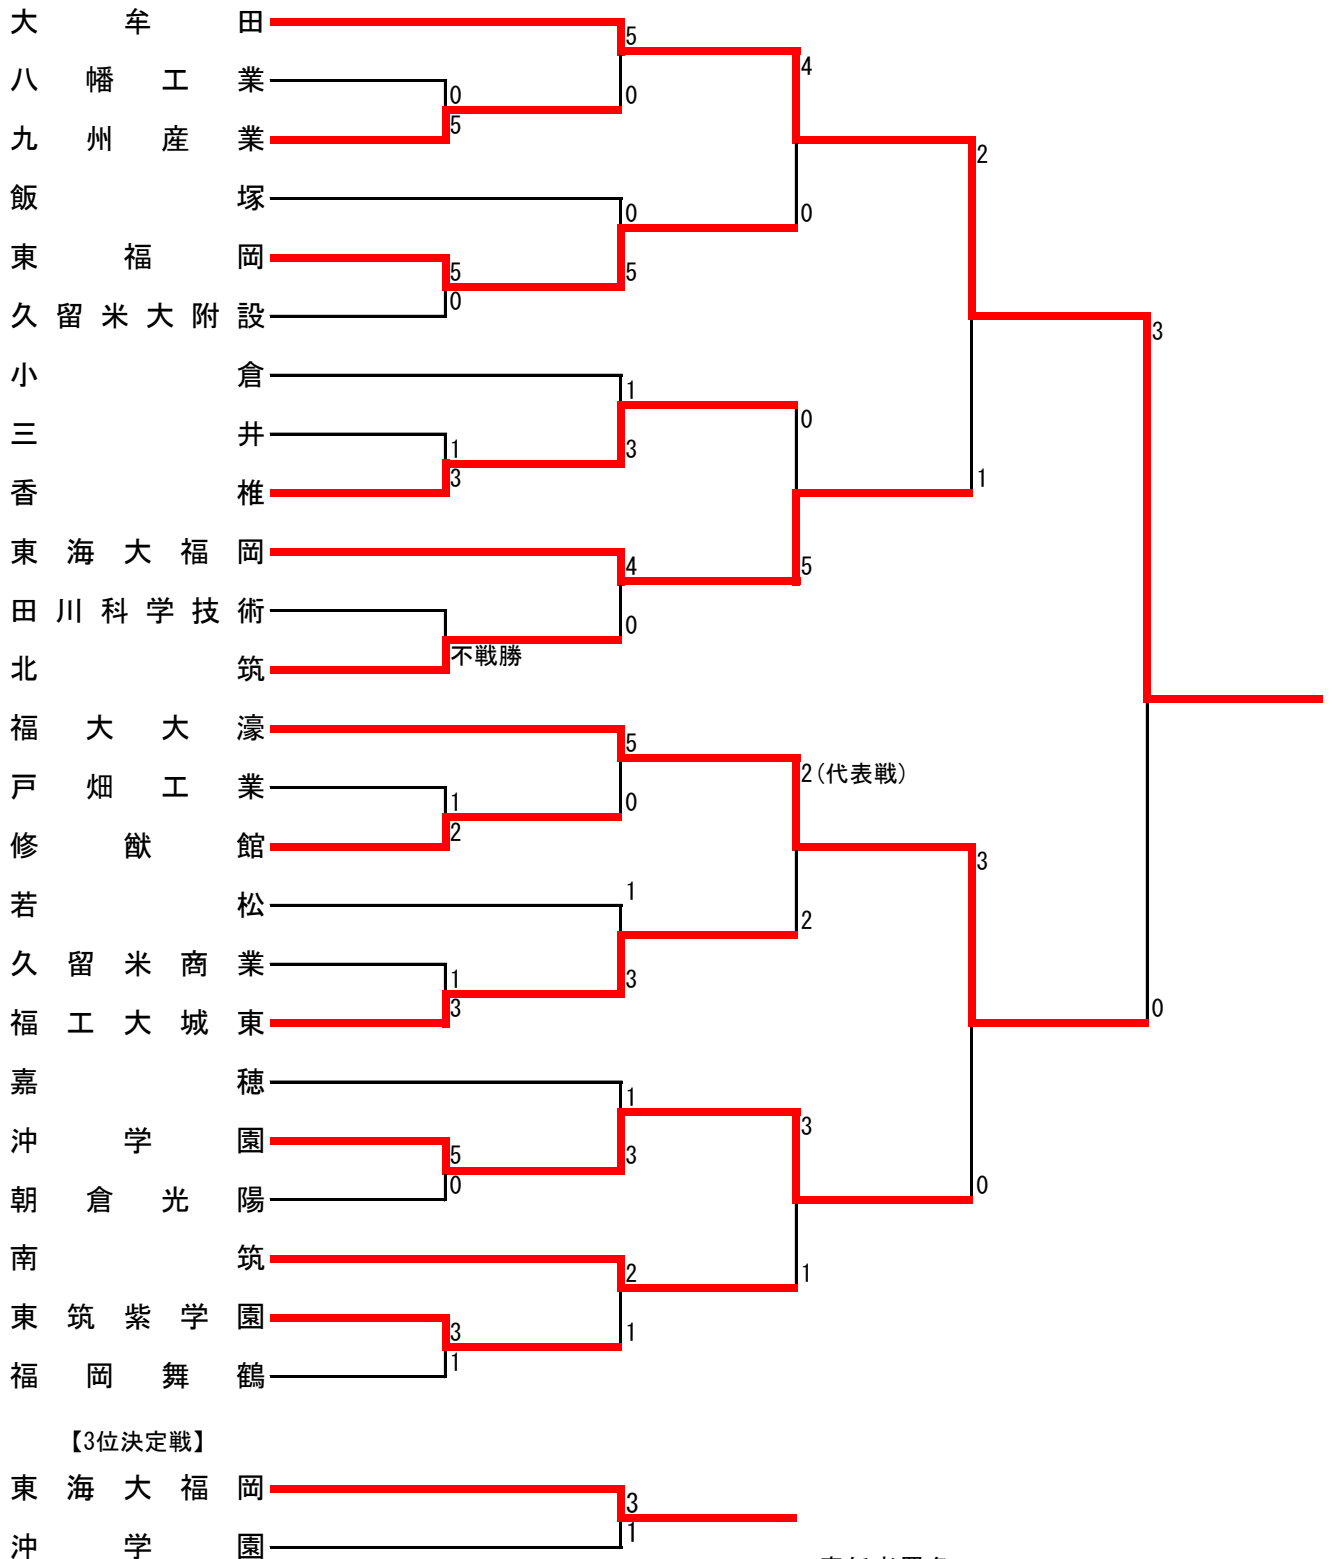 大牟田
5
4
八幡工業
0
0
九州産業
5
2
飯塚
0
0
東福岡
5
5
久留米大附設
0
3
小倉
1
0
三井
1
3
香椎
3
1
東海大福岡
4
5
田川科学技術
0
北筑
不戦勝
福大大濠
5
2(代表戦)
戸畑工業
1
0
修猷館
2
3
若松
1
2
久留米商業
1
3
福工大城東
3
0
嘉穂
1
3
沖学園
5
3
朝倉光陽
0
0
南筑
2
1
東筑紫学園
3
1
福岡舞鶴
1
【3位決定戦】
東海大福岡
3
沖学園
1